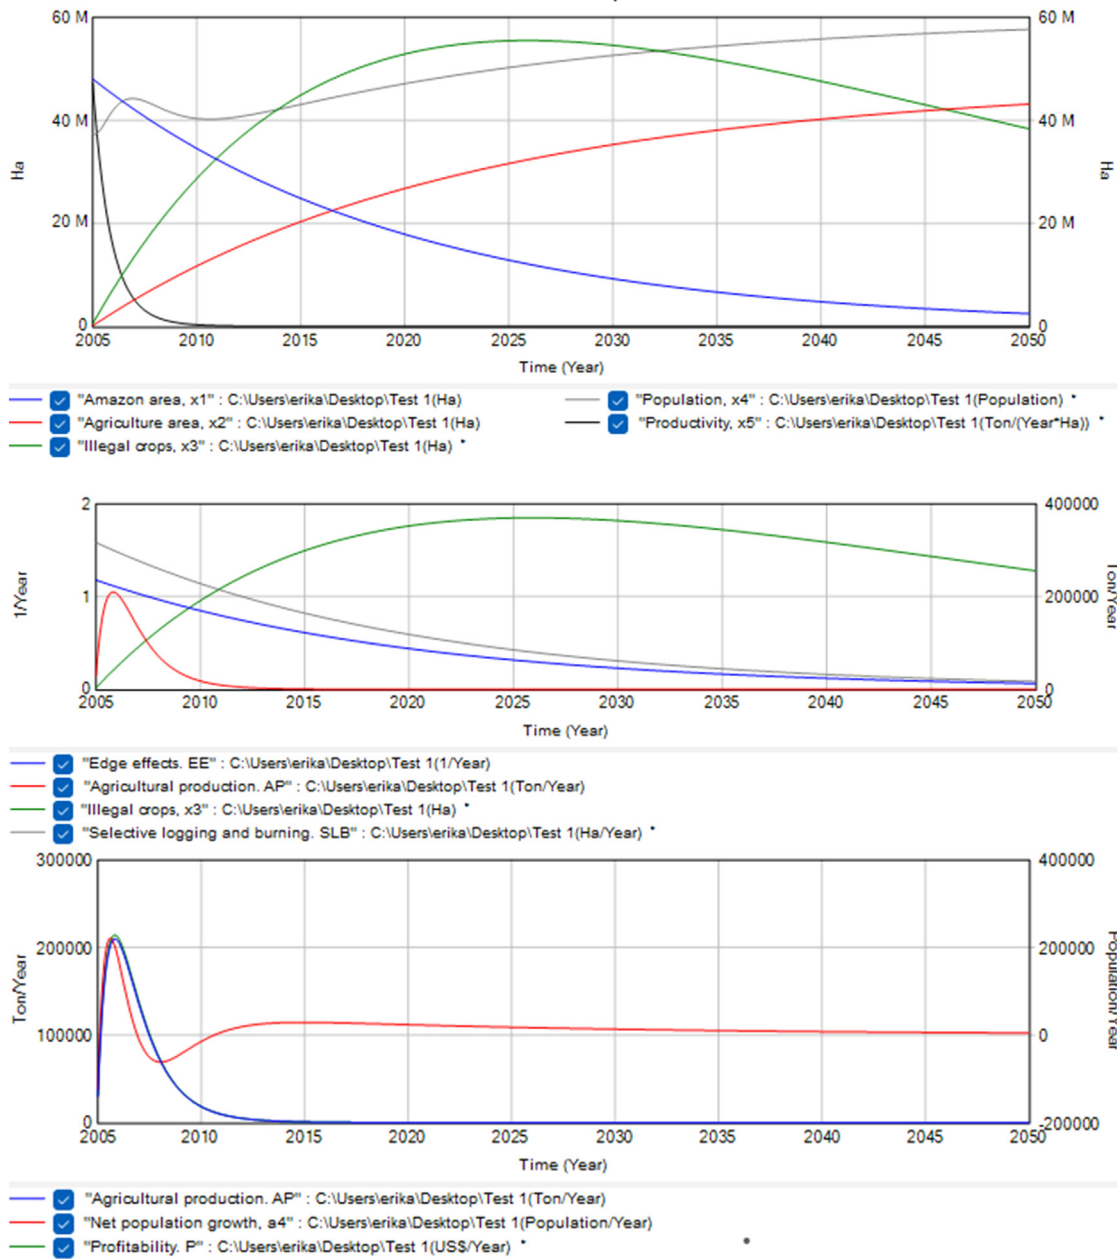 60 M 60 M
40 M 40 M
Ha Ha
20 M 20 M
0 0
2005 2010 2015 2020 2025 2030 2035 2040 2045 2050
Time (Year)
"Amazon area, x1" : C:\Users\erika\Desktop\Test 1(Ha) "Population, x4" : C:\Users\erika\Desktop\Test 1(Population) *
"Agriculture area, x2" : C:\Users\erika\Desktop\Test 1(Ha) "Productivity, x5" : C:\Users\erika\Desktop\Test 1(Ton/(Year*Ha)) *
"Illegal crops, x3" : C:\Users\erika\Desktop\Test 1(Ha) *
2 400000
1/Year Ton/Year
1 200000
0 0
2005 2010 2015 2020 2025 2030 2035 2040 2045 2050
Time (Year)
"Edge effects. EE" : C:\Users\erika\Desktop\Test 1(1/Year)
"Agricultural production. AP" : C:\Users\erika\Desktop\Test 1(Ton/Year)
"Illegal crops, x3" : C:\Users\erika\Desktop\Test 1(Ha) *
"Selective logging and burning. SLB" : C:\Users\erika\Desktop\Test 1(Ha/Year) *
300000 400000
200000 200000
Ton/Year Population/Year
100000 0
0 -200000
2005 2010 2015 2020 2025 2030 2035 2040 2045 2050
Time (Year)
"Agricultural production. AP" : C:\Users\erika\Desktop\Test 1(Ton/Year)
"Net population growth, a4" : C:\Users\erika\Desktop\Test 1(Population/Year)
"Profitability. P" : C:\Users\erika\Desktop\Test 1(US$/Year) *